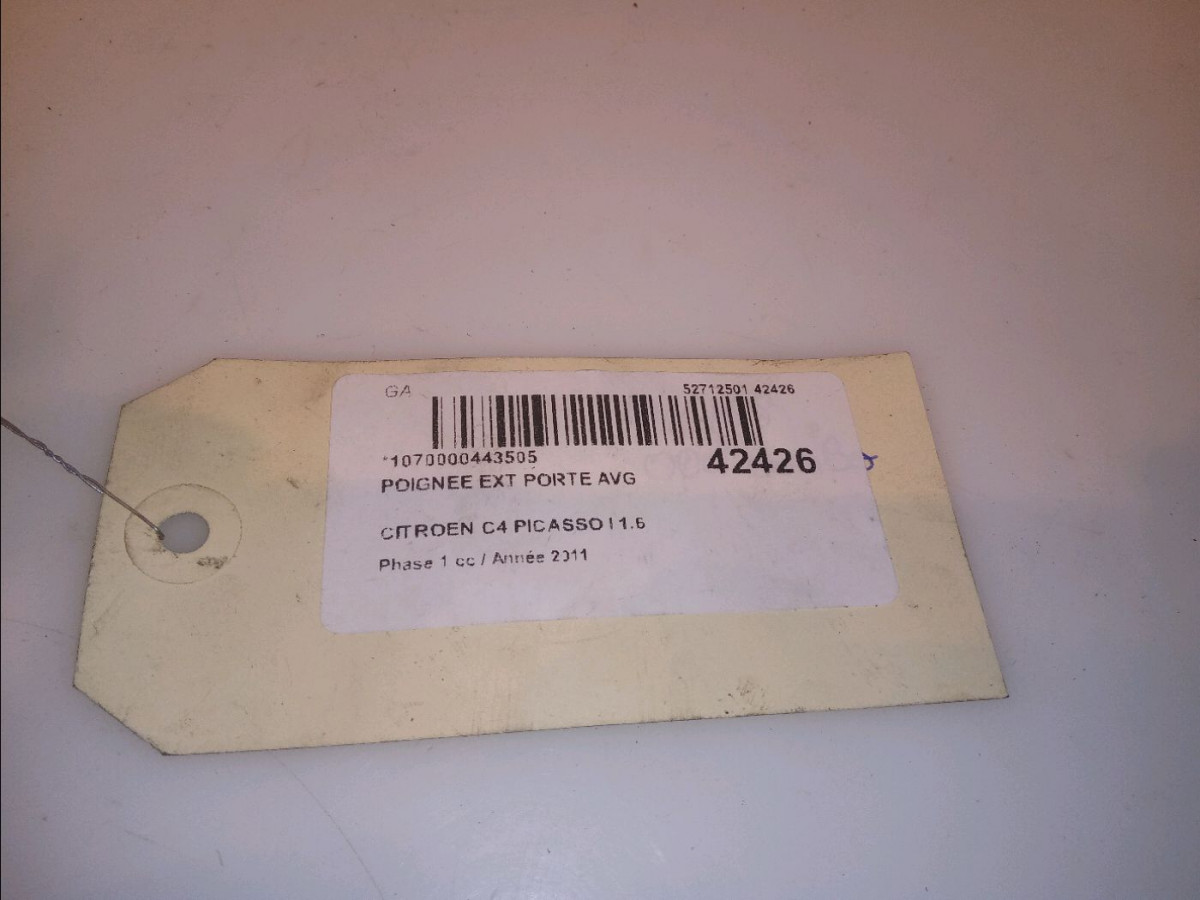 GA 52712501 42426
*1070000443505 42426
POIGNEE EXT PORTE AVG
CITROEN C4 PICASSO I 1.6
Phase 1 cc / Année 2011